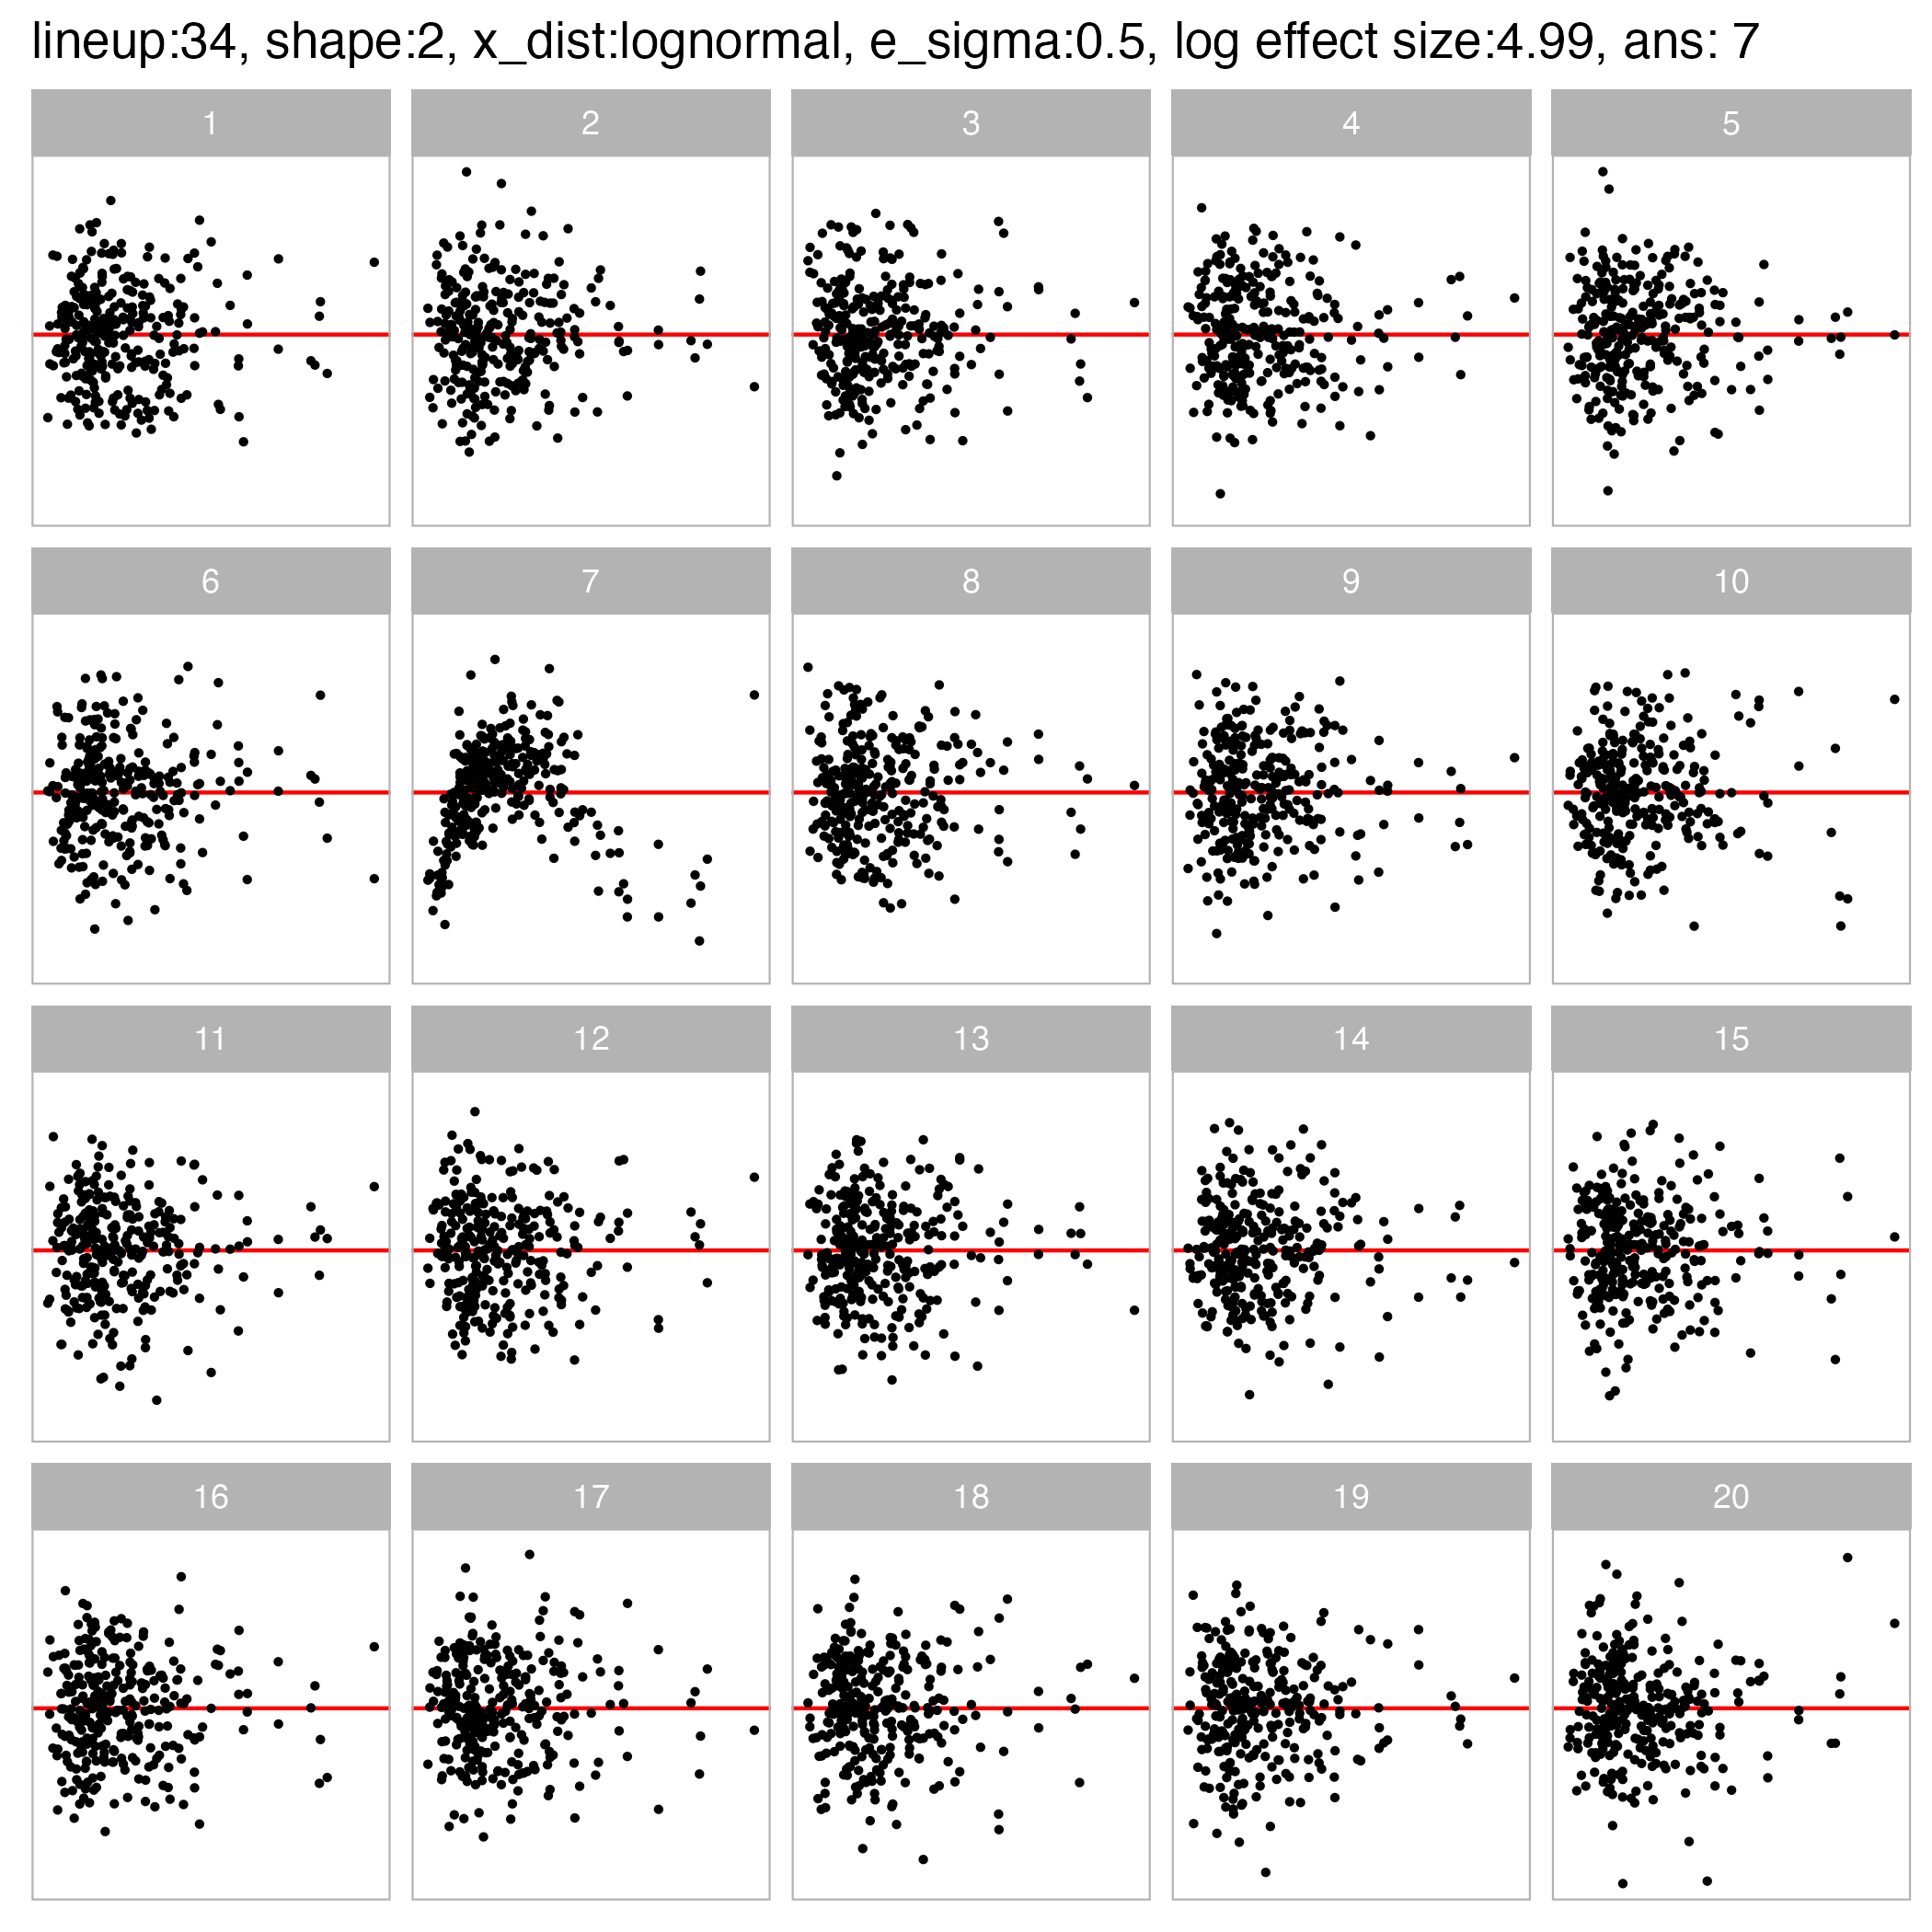 lineup:34, shape:2, x_dist:lognormal, e_sigma:0.5, log effect size:4.99, ans: 7
1 2 3 4 5
6 7 8 9 10
11 12 13 14 15
16 17 18 19 20